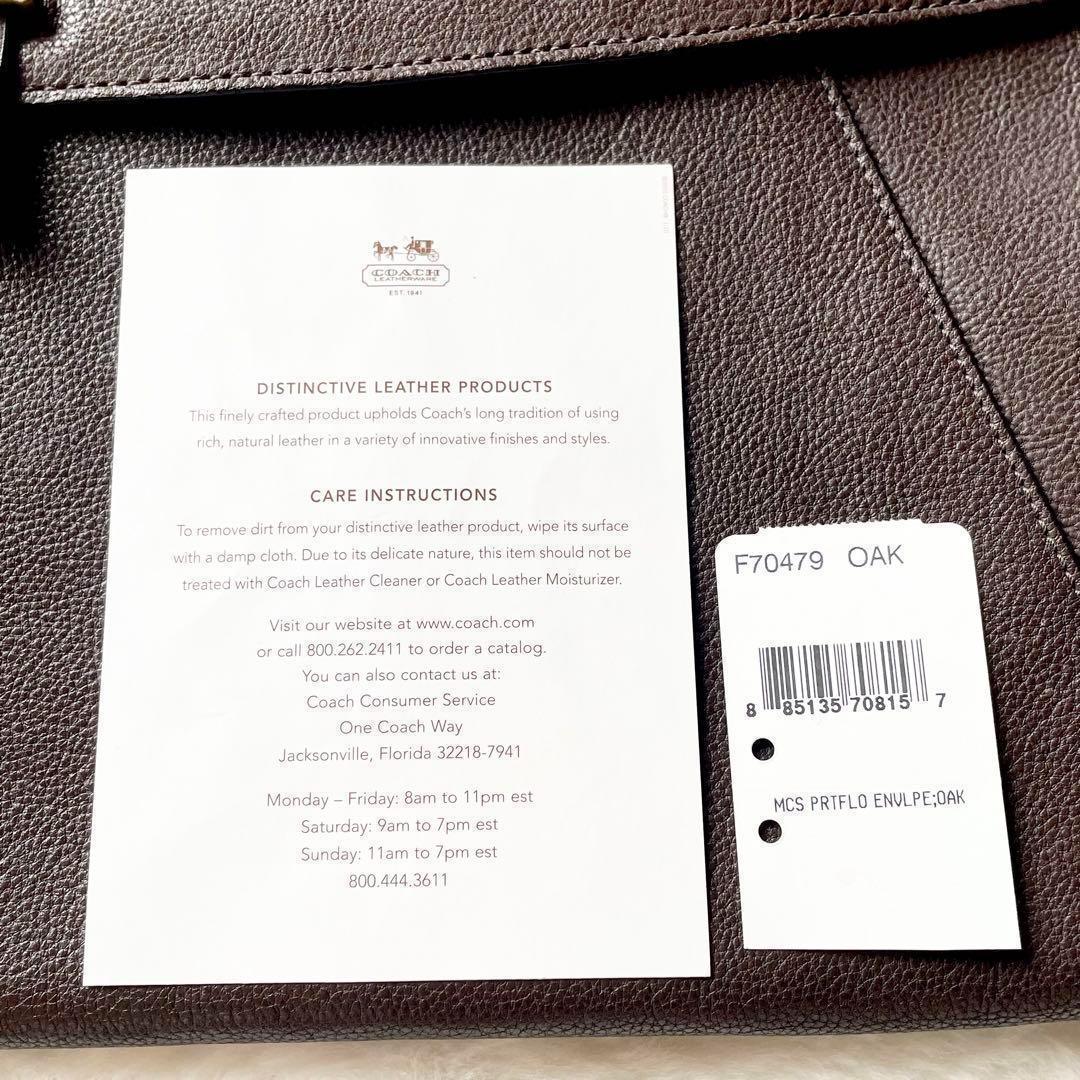 COACH
LEATHERWARE
EST. 1941
DISTINCTIVE LEATHER PRODUCTS
This finely crafted product upholds Coach's long tradition of using
rich, natural leather in a variety of innovative finishes and styles.
CARE INSTRUCTIONS
To remove dirt from your distinctive leather product, wipe its surface
with a damp cloth. Due to its delicate nature, this item should not be
treated with Coach Leather Cleaner or Coach Leather Moisturizer.
Visit our website at www.coach.com
or call 800.262.2411 to order a catalog.
You can also contact us at:
Coach Consumer Service
One Coach Way
Jacksonville, Florida 32218-7941
Monday – Friday: 8am to 11pm est
Saturday: 9am to 7pm est
Sunday: 11am to 7pm est
800.444.3611
F70479 OAK
8 85135 70815 7
MCS PRTFLO ENVLPE;OAK